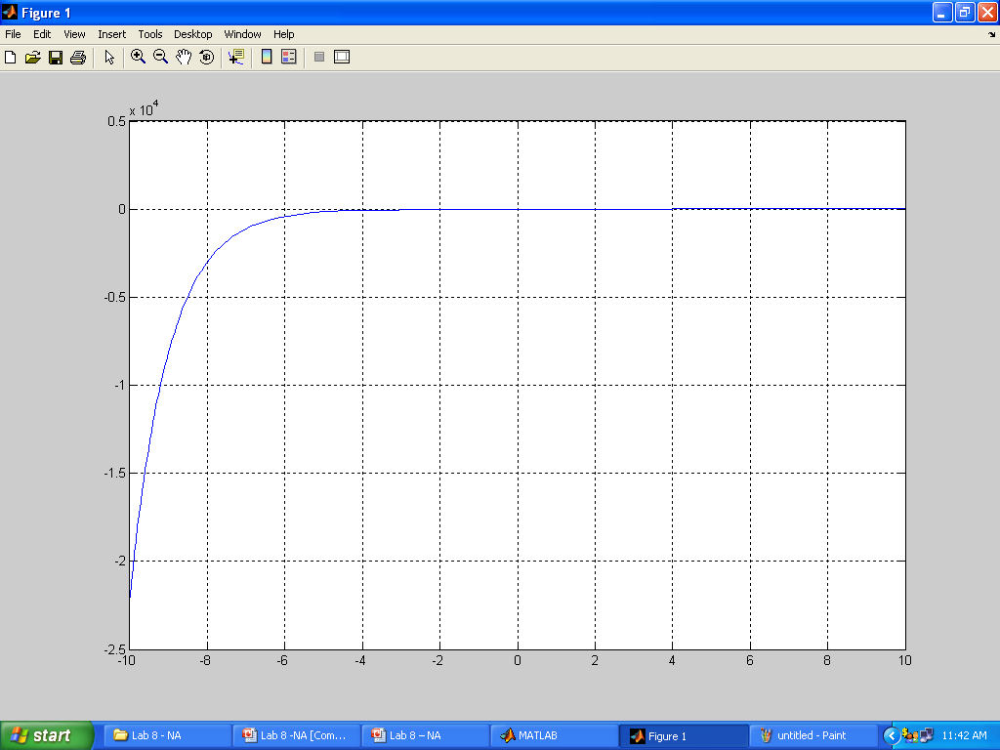 Figure 1
File Edit View Insert Tools Desktop Window Help
x 10^4
0.5
0
-0.5
-1
-1.5
-2
-2.5
-10 -8 -6 -4 -2 0 2 4 6 8 10
start Lab 8 - NA Lab 8 -NA [Com... Lab 8 – NA MATLAB Figure 1 untitled - Paint 11:42 AM